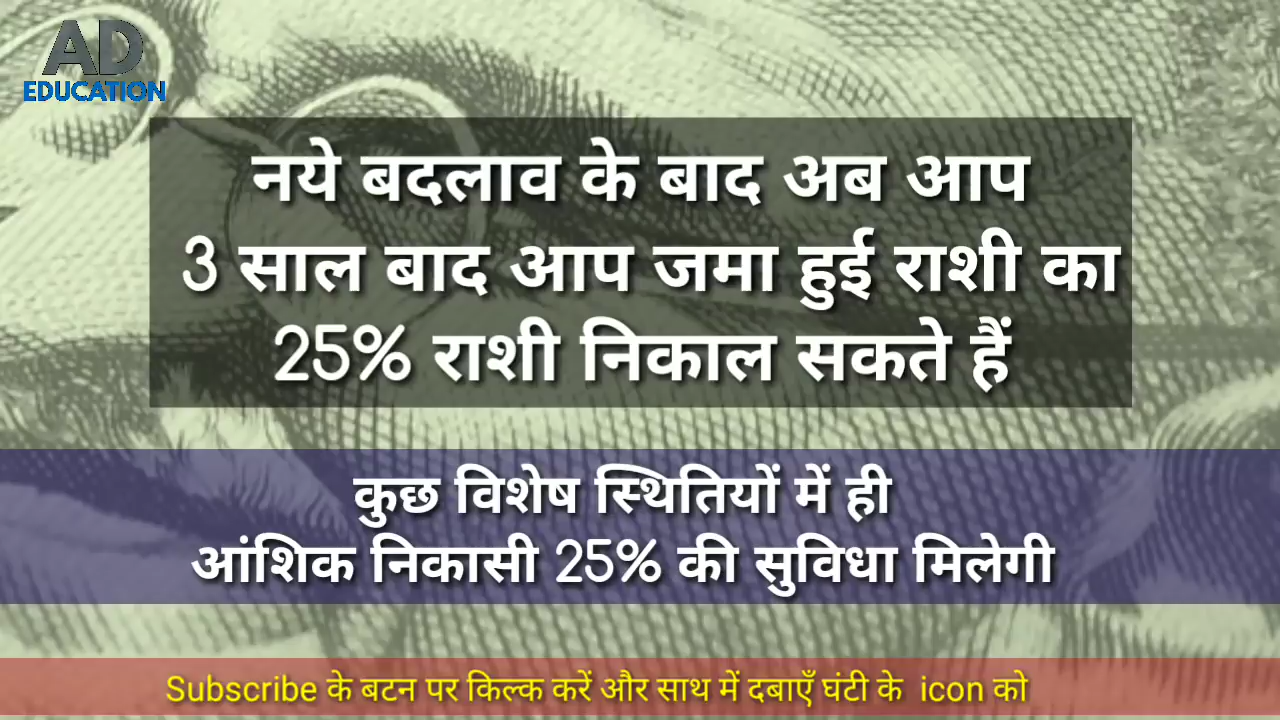 AD
EDUCATION
नये बदलाव के बाद अब आप
3 साल बाद आप जमा हुई राशी का
25% राशी निकाल सकते हैं
कुछ विशेष स्थितियों में ही
आंशिक निकासी 25% की सुविधा मिलेगी
Subscribe के बटन पर किल्क करें और साथ में दबाएँ घंटी के icon को